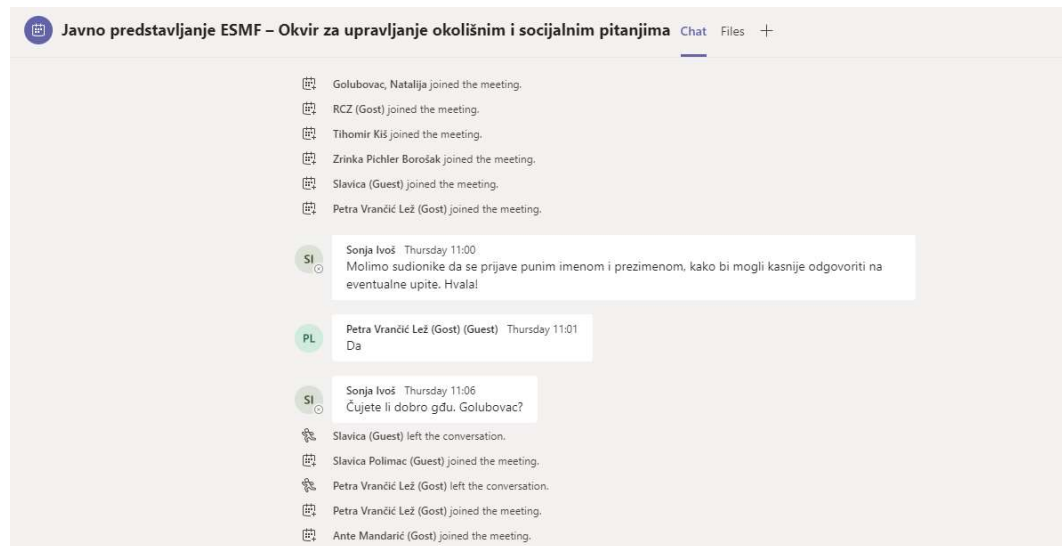 Javno predstavljanje ESMF – Okvir za upravljanje okolišnim i socijalnim pitanjima Chat Files +
Golubovac, Natalija joined the meeting.
RCZ (Gost) joined the meeting.
Tihomir Kiš joined the meeting.
Zrinka Pichler Borošak joined the meeting.
Slavica (Guest) joined the meeting.
Petra Vrančić Lež (Gost) joined the meeting.
SI
Sonja Ivoš Thursday 11:00
Molimo sudionike da se prijave punim imenom i prezimenom, kako bi mogli kasnije odgovoriti na
eventualne upite. Hvala!
PL
Petra Vrančić Lež (Gost) (Guest) Thursday 11:01
Da
SI
Sonja Ivoš Thursday 11:06
Čujete li dobro gđu. Golubovac?
Slavica (Guest) left the conversation.
Slavica Polimac (Guest) joined the meeting.
Petra Vrančić Lež (Gost) left the conversation.
Petra Vrančić Lež (Gost) joined the meeting.
Ante Mandarić (Gost) joined the meeting.